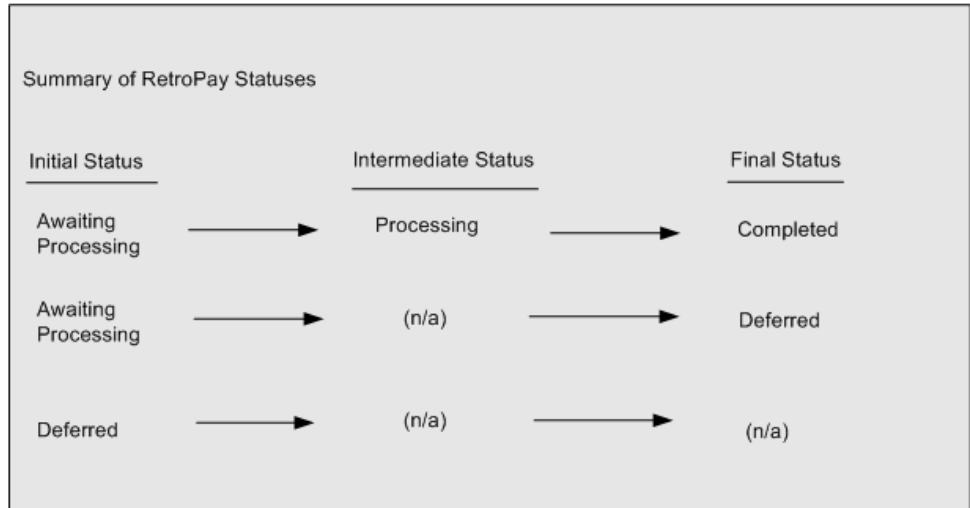 Summary of RetroPay Statuses
Initial Status
Intermediate Status
Final Status
Awaiting
Processing
Processing
Completed
Awaiting
Processing
(n/a)
Deferred
Deferred
(n/a)
(n/a)